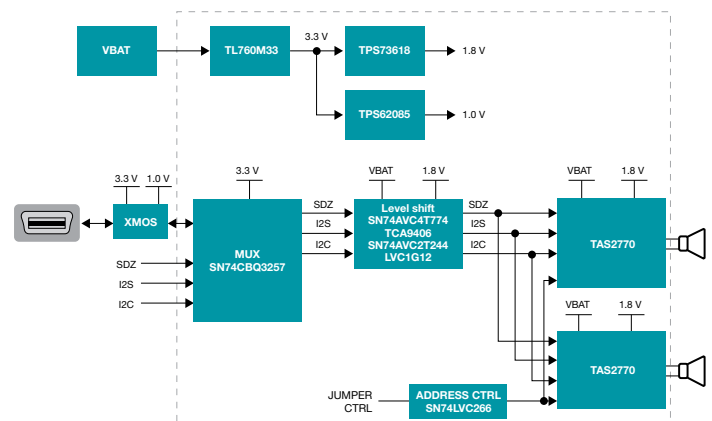 VBAT
TL760M33
3.3 V
TPS73618
1.8 V
TPS62085
1.0 V
3.3 V
1.0 V
XMOS
3.3 V
MUX
SN74CBQ3257
SDZ
I2S
I2C
SDZ
I2S
I2C
VBAT
1.8 V
Level shift
SN74AVC4T774
TCA9406
SN74AVC2T244
LVC1G12
SDZ
I2S
I2C
VBAT
1.8 V
TAS2770
VBAT
1.8 V
TAS2770
JUMPER
CTRL
ADDRESS CTRL
SN74LVC266